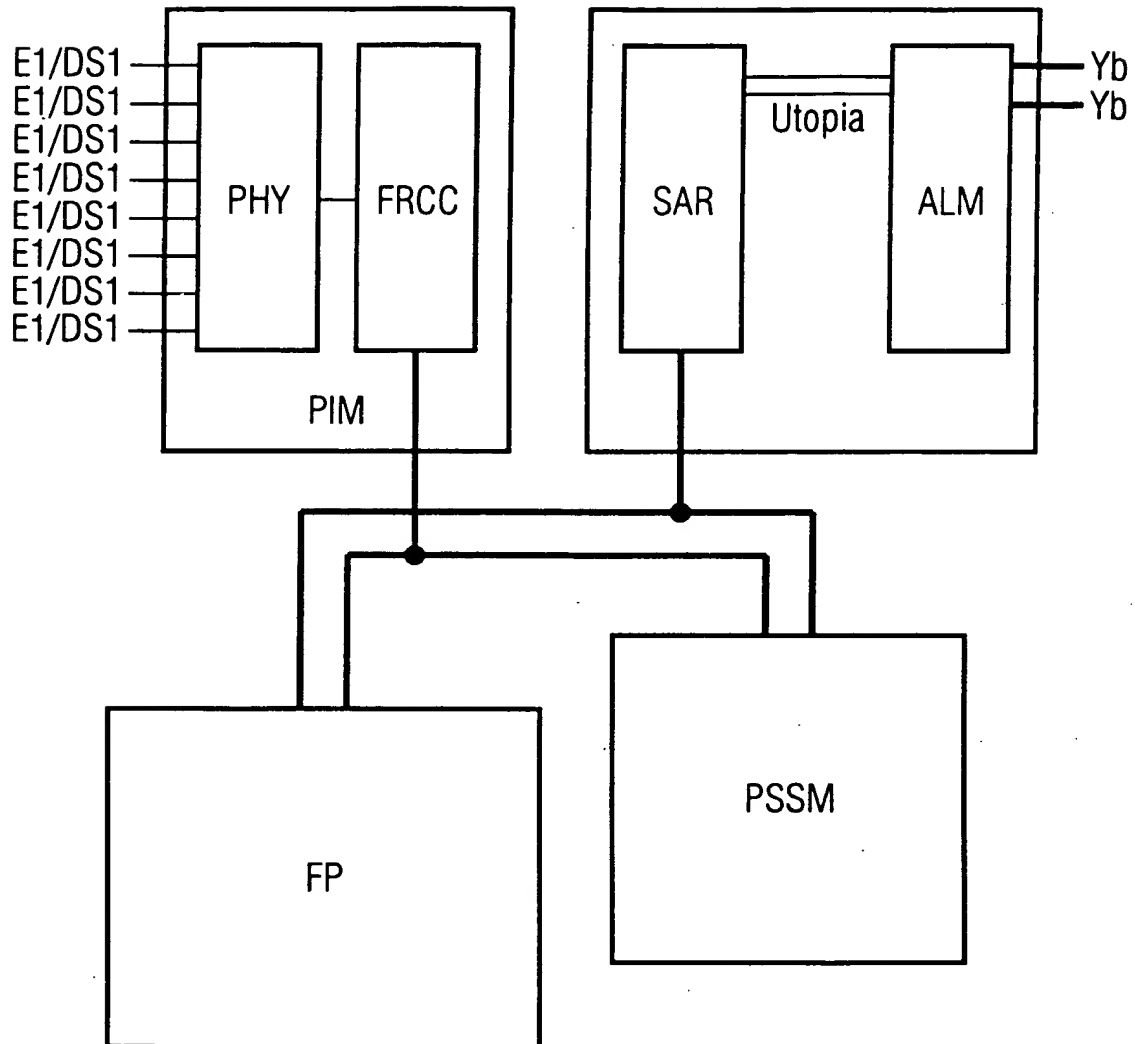 E1/DS1
E1/DS1
E1/DS1
E1/DS1
E1/DS1
E1/DS1
E1/DS1
E1/DS1
PHY
FRCC
PIM
SAR
Utopia
ALM
Yb
Yb
FP
PSSM